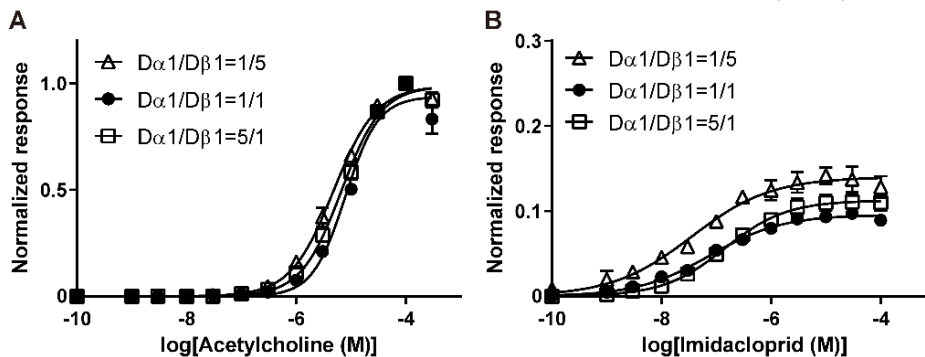 A
Dα1/Dβ1=1/5
Dα1/Dβ1=1/1
Dα1/Dβ1=5/1
Normalized response
1.0
0.5
0
-10
-8
-6
-4
log[Acetylcholine (M)]
B
Dα1/Dβ1=1/5
Dα1/Dβ1=1/1
Dα1/Dβ1=5/1
Normalized response
0.3
0.2
0.1
0
-10
-8
-6
-4
log[Imidacloprid (M)]